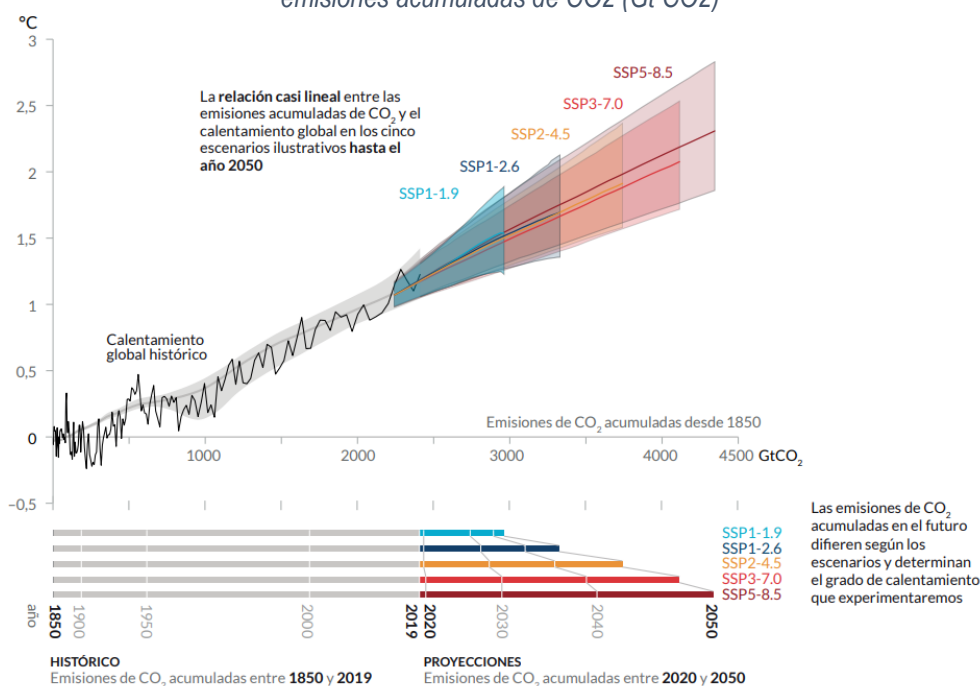 emisiones acumuladas de CO2 (Gt CO2)
°C
3
2,5
2
1,5
1
0,5
0
−0,5
La relación casi lineal entre las
emisiones acumuladas de CO₂ y el
calentamiento global en los cinco
escenarios ilustrativos hasta el
año 2050
SSP5-8.5
SSP3-7.0
SSP2-4.5
SSP1-2.6
SSP1-1.9
Calentamiento
global histórico
Emisiones de CO₂ acumuladas desde 1850
1000
2000
3000
4000
4500 GtCO₂
SSP1-1.9
SSP1-2.6
SSP2-4.5
SSP3-7.0
SSP5-8.5
Las emisiones de CO₂
acumuladas en el futuro
difieren según los
escenarios y determinan
el grado de calentamiento
que experimentaremos
año
1850
1900
1950
2000
2019
2020
2030
2040
2050
HISTÓRICO
Emisiones de CO₂ acumuladas entre 1850 y 2019
PROYECCIONES
Emisiones de CO₂ acumuladas entre 2020 y 2050